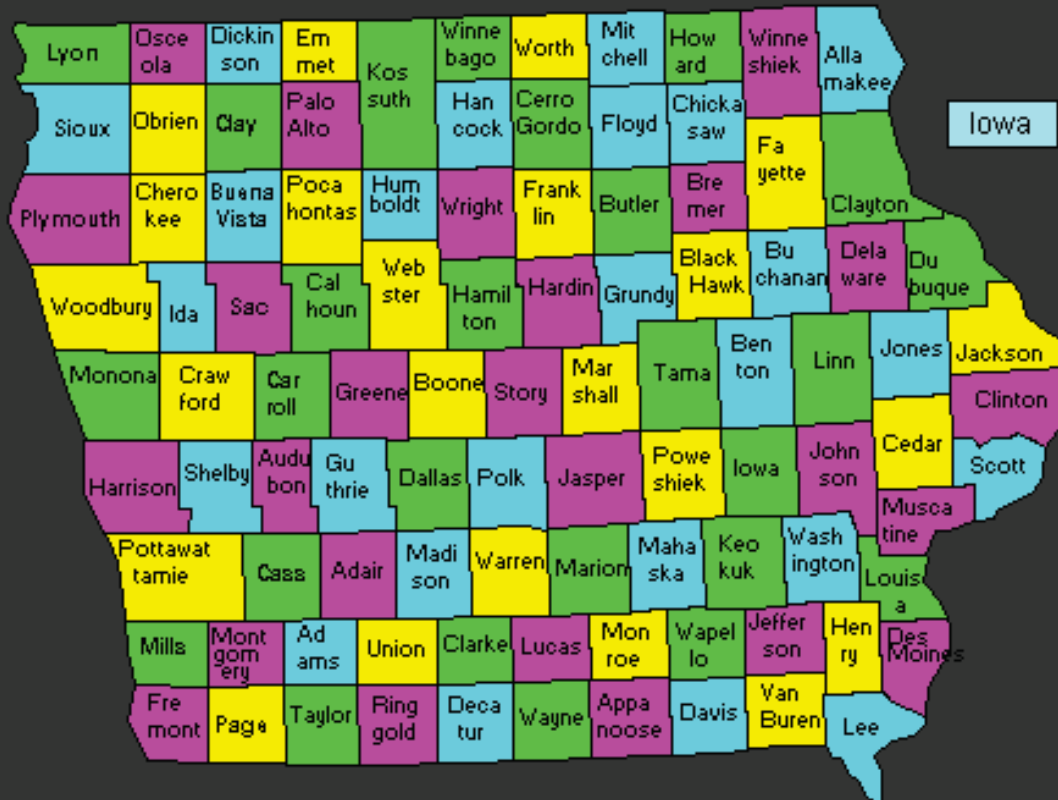 Lyon
Osce
ola
Dickin
son
Em
met
Kos
suth
Winne
bago
Worth
Mit
chell
How
ard
Winne
shiek
Alla
makee
Iowa
Sioux
Obrien
Clay
Palo
Alto
Han
cock
Cerro
Gordo
Floyd
Chicka
saw
Fa
yette
Clayton
Plymouth
Chero
kee
Buena
Vista
Poca
hontas
Hum
boldt
Wright
Frank
lin
Butler
Bre
mer
Black
Hawk
Bu
chanan
Dela
ware
Du
buque
Woodbury
Ida
Sac
Cal
houn
Web
ster
Hamil
ton
Hardin
Grundy
Monona
Craw
ford
Car
roll
Greene
Boone
Story
Mar
shall
Tama
Ben
ton
Linn
Jones
Jackson
Clinton
Harrison
Shelby
Audu
bon
Gu
thrie
Dallas
Polk
Jasper
Powe
shiek
Iowa
John
son
Cedar
Scott
Musca
tine
Pottawat
tamie
Cass
Adair
Madi
son
Warren
Marion
Maha
ska
Keo
kuk
Wash
ington
Louis
a
Mills
Mont
gom
ery
Ad
ams
Union
Clarke
Lucas
Mon
roe
Wapel
lo
Jeffer
son
Hen
ry
Des
Moines
Fre
mont
Page
Taylor
Ring
gold
Deca
tur
Wayne
Appa
noose
Davis
Van
Buren
Lee